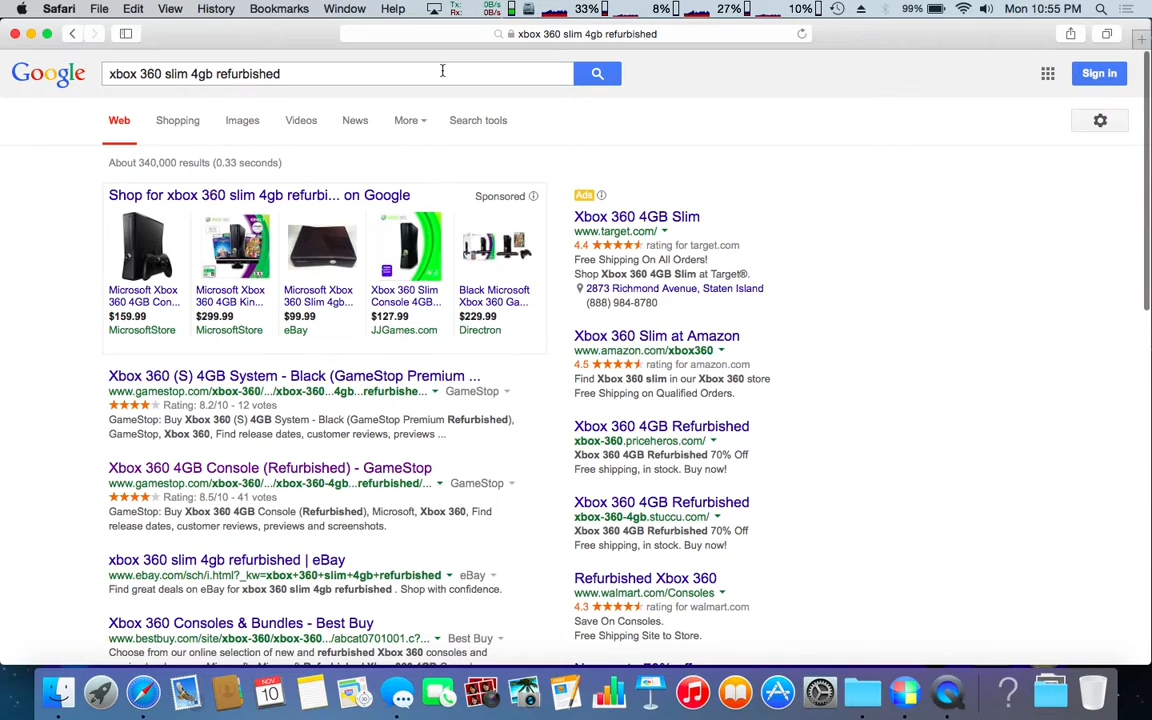 Safari File Edit View History Bookmarks Window Help Tx: 0B/s Rx: 0B/s 33% 8% 27% 10% 99% Mon 10:55 PM
xbox 360 slim 4gb refurbished
Google xbox 360 slim 4gb refurbished Sign in
Web Shopping Images Videos News More Search tools
About 340,000 results (0.33 seconds)
Shop for xbox 360 slim 4gb refurbi... on Google Sponsored
Microsoft Xbox
360 4GB Con...
$159.99
MicrosoftStore
Microsoft Xbox
360 4GB Kin...
$299.99
MicrosoftStore
Microsoft Xbox
360 Slim 4gb...
$99.99
eBay
Xbox 360 Slim
Console 4GB...
$127.99
JJGames.com
Black Microsoft
Xbox 360 Ga...
$229.99
Directron
Xbox 360 (S) 4GB System - Black (GameStop Premium ...
www.gamestop.com/xbox-360/.../xbox-360...4gb...refurbishe... GameStop
Rating: 8.2/10 - 12 votes
GameStop: Buy Xbox 360 (S) 4GB System - Black (GameStop Premium Refurbished),
GameStop, Xbox 360, Find release dates, customer reviews, previews ...
Xbox 360 4GB Console (Refurbished) - GameStop
www.gamestop.com/xbox-360/.../xbox-360-4gb...refurbished/... GameStop
Rating: 8.5/10 - 41 votes
GameStop: Buy Xbox 360 4GB Console (Refurbished), Microsoft, Xbox 360, Find
release dates, customer reviews, previews and screenshots.
xbox 360 slim 4gb refurbished | eBay
www.ebay.com/sch/i.html?_kw=xbox+360+slim+4gb+refurbished eBay
Find great deals on eBay for xbox 360 slim 4gb refurbished . Shop with confidence.
Xbox 360 Consoles & Bundles - Best Buy
www.bestbuy.com/site/xbox-360/xbox-360.../abcat0701001.c?... Best Buy
Choose from our online selection of new and refurbished Xbox 360 consoles and
Ads
Xbox 360 4GB Slim
www.target.com/
4.4 rating for target.com
Free Shipping On All Orders!
Shop Xbox 360 4GB Slim at Target®.
2873 Richmond Avenue, Staten Island
(888) 984-8780
Xbox 360 Slim at Amazon
www.amazon.com/xbox360
4.5 rating for amazon.com
Find Xbox 360 slim in our Xbox 360 store
Free Shipping on Qualified Orders.
Xbox 360 4GB Refurbished
xbox-360.priceheros.com/
Xbox 360 4GB Refurbished 70% Off
Free shipping, in stock. Buy now!
Xbox 360 4GB Refurbished
xbox-360-4gb.stuccu.com/
Xbox 360 4GB Refurbished 70% Off
Free shipping, in stock. Buy now!
Refurbished Xbox 360
www.walmart.com/Consoles
4.3 rating for walmart.com
Save On Consoles.
Free Shipping Site to Store.
NOV
10